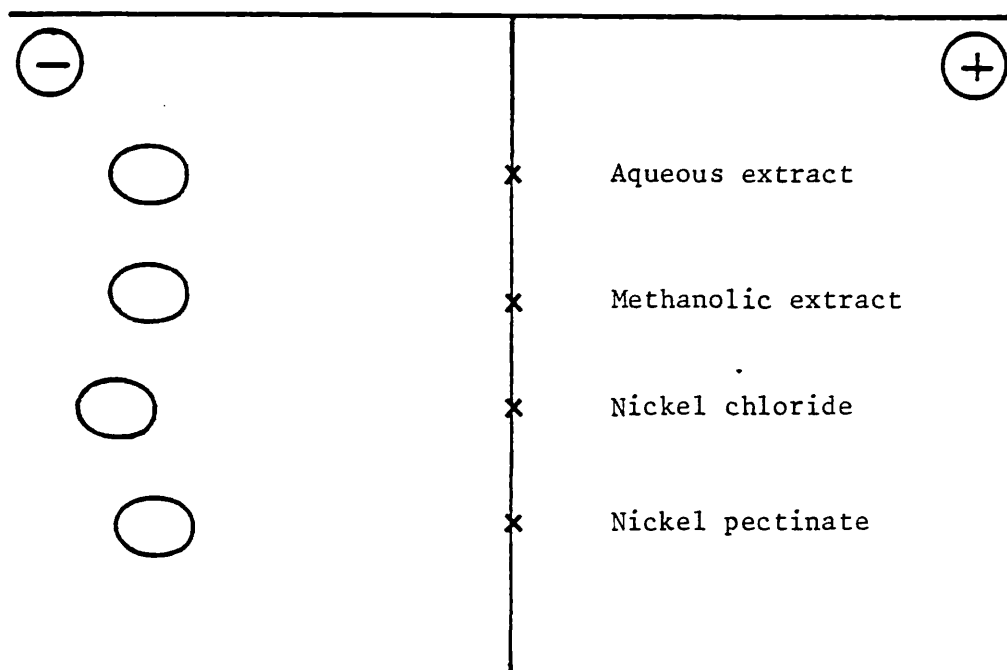 − +
× Aqueous extract
× Methanolic extract
× Nickel chloride
× Nickel pectinate